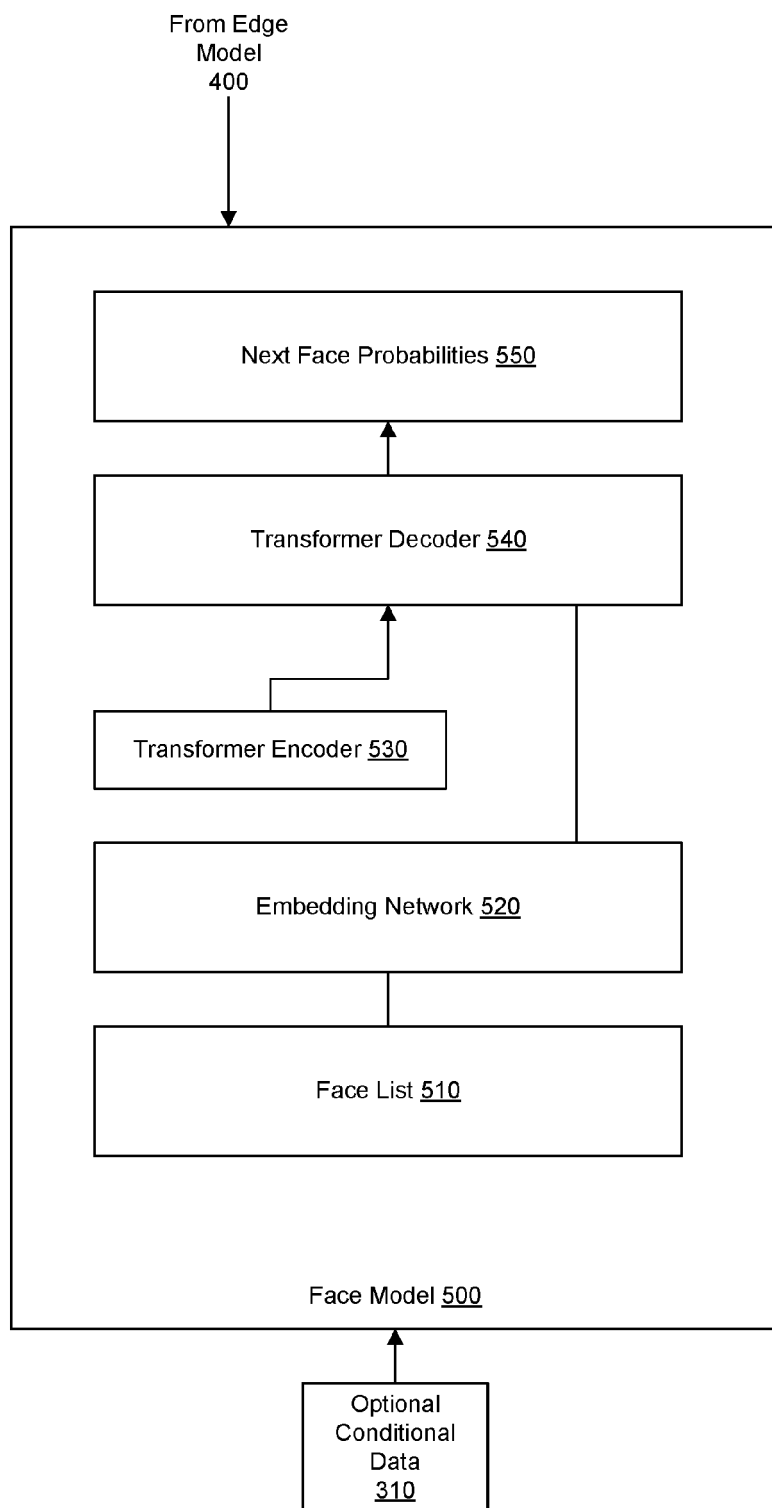 From Edge
Model
400
Next Face Probabilities 550
Transformer Decoder 540
Transformer Encoder 530
Embedding Network 520
Face List 510
Face Model 500
Optional
Conditional
Data
310